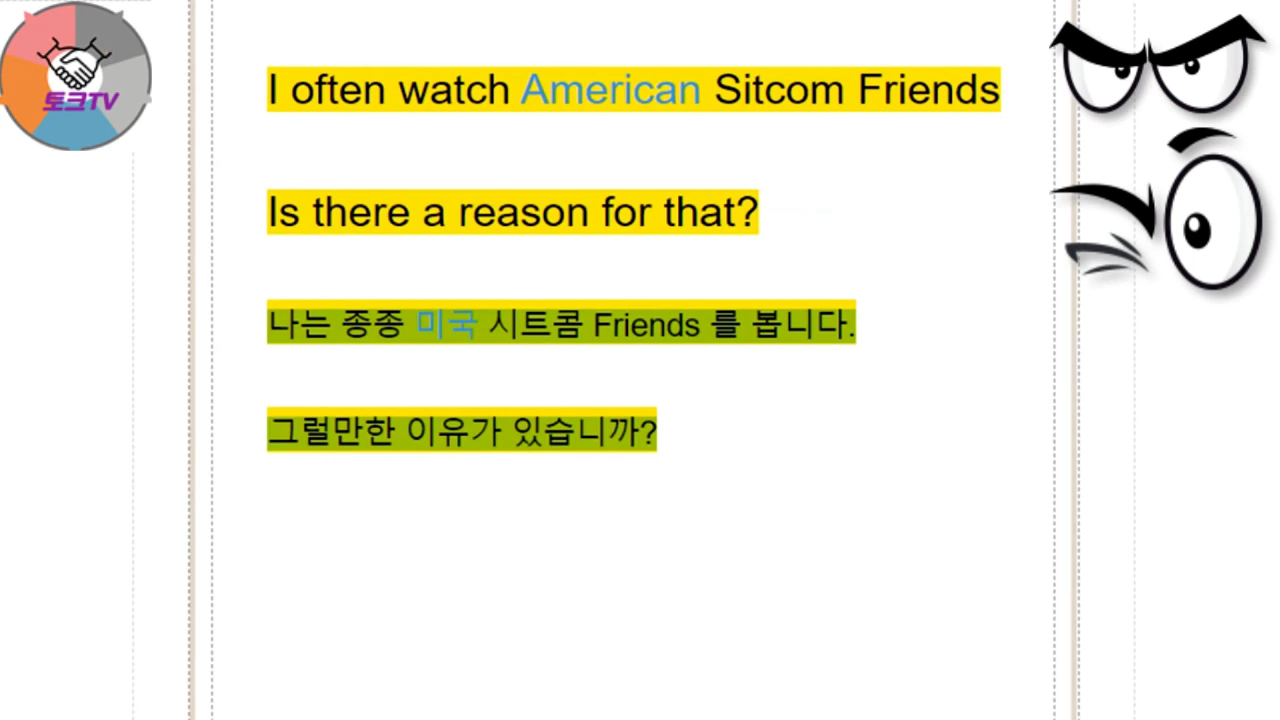 토크TV
I often watch American Sitcom Friends
Is there a reason for that?
나는 종종 미국 시트콤 Friends 를 봅니다.
그럴만한 이유가 있습니까?